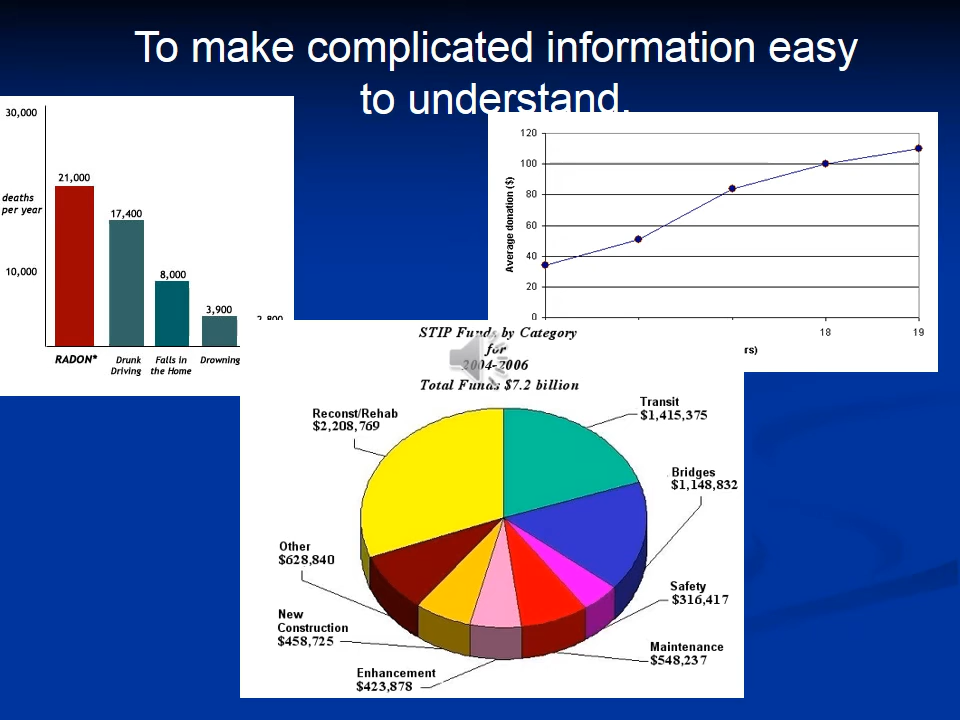 To make complicated information easy
to understand.
30,000
21,000
deaths
per year
17,400
10,000
8,000
3,900
2,800
RADON*
Drunk
Driving
Falls in
the Home
Drowning
120
100
80
60
40
20
0
Average donation ($)
18
19
rs)
STIP Funds by Category
for
2004-2006
Total Funds $7.2 billion
Reconst/Rehab
$2,208,769
Transit
$1,415,375
Bridges
$1,148,832
Other
$628,840
Safety
$316,417
New
Construction
$458,725
Maintenance
$548,237
Enhancement
$423,878